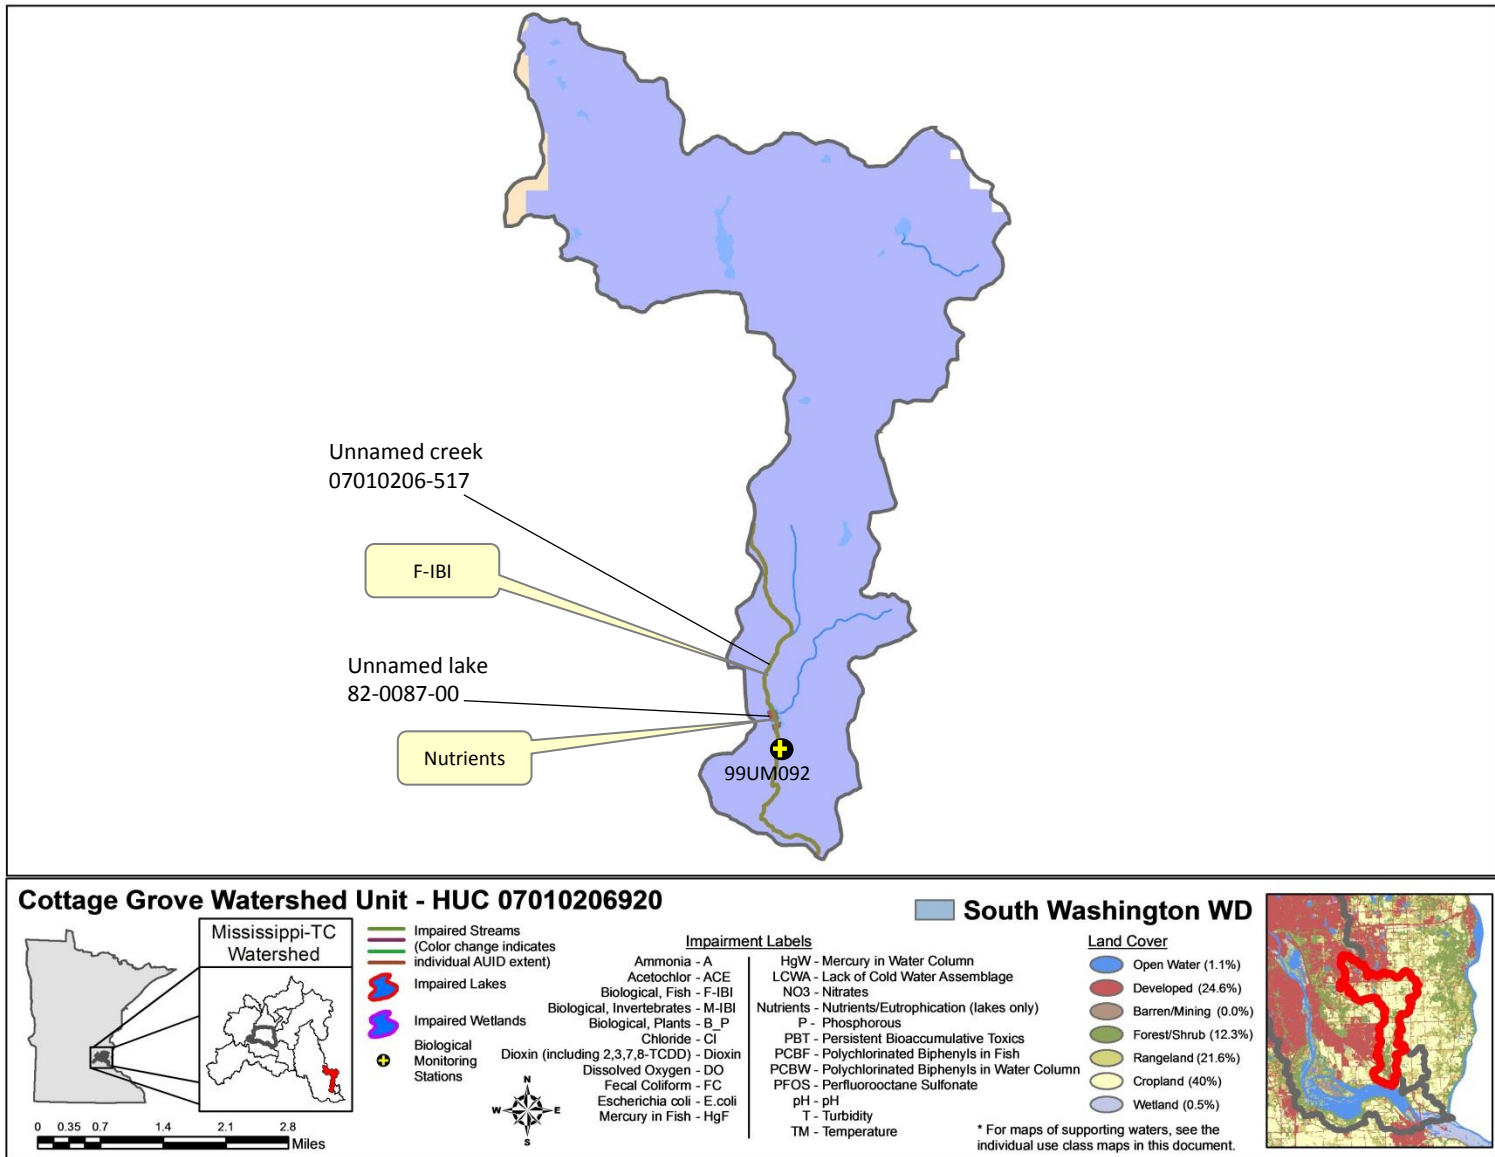 Unnamed creek
07010206-517
F-IBI
Unnamed lake
82-0087-00
Nutrients
99UM092
Cottage Grove Watershed Unit - HUC 07010206920
South Washington WD
Mississippi-TC
Watershed
0 0.35 0.7 1.4 2.1 2.8
Miles
Impaired Streams
(Color change indicates
individual AUID extent)
Impaired Lakes
Impaired Wetlands
Biological
Monitoring
Stations
N
W E
S
Impairment Labels
Ammonia - A
Acetochlor - ACE
Biological, Fish - F-IBI
Biological, Invertebrates - M-IBI
Biological, Plants - B_P
Chloride - Cl
Dioxin (including 2,3,7,8-TCDD) - Dioxin
Dissolved Oxygen - DO
Fecal Coliform - FC
Escherichia coli - E.coli
Mercury in Fish - HgF
HgW - Mercury in Water Column
LCWA - Lack of Cold Water Assemblage
NO3 - Nitrates
Nutrients - Nutrients/Eutrophication (lakes only)
P - Phosphorous
PBT - Persistent Bioaccumulative Toxics
PCBF - Polychlorinated Biphenyls in Fish
PCBW - Polychlorinated Biphenyls in Water Column
PFOS - Perfluorooctane Sulfonate
pH - pH
T - Turbidity
TM - Temperature
Land Cover
Open Water (1.1%)
Developed (24.6%)
Barren/Mining (0.0%)
Forest/Shrub (12.3%)
Rangeland (21.6%)
Cropland (40%)
Wetland (0.5%)
* For maps of supporting waters, see the
individual use class maps in this document.